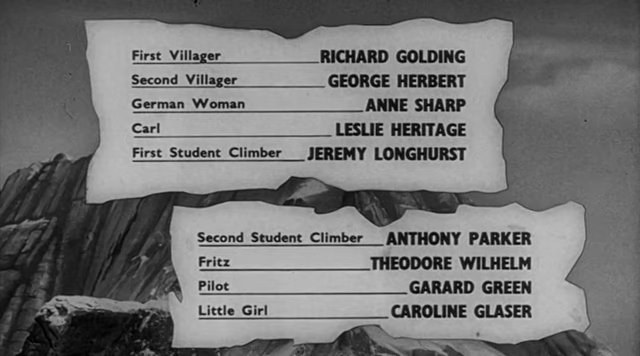 First Villager RICHARD GOLDING
Second Villager GEORGE HERBERT
German Woman ANNE SHARP
Carl LESLIE HERITAGE
First Student Climber JEREMY LONGHURST
Second Student Climber ANTHONY PARKER
Fritz THEODORE WILHELM
Pilot GARARD GREEN
Little Girl CAROLINE GLASER